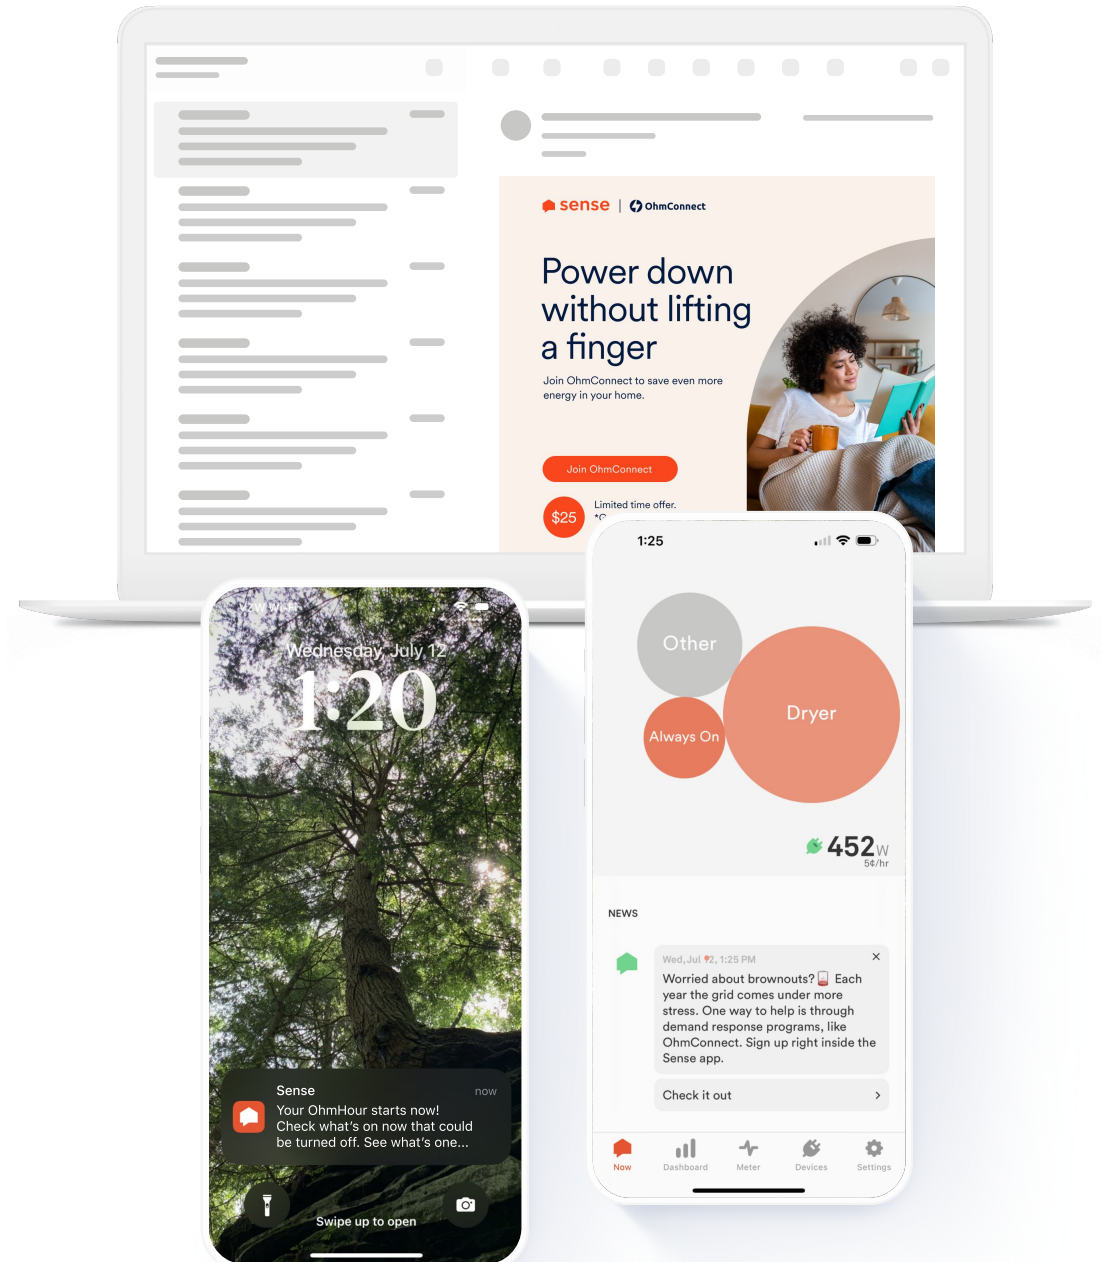 sense | OhmConnect
Power down
without lifting
a finger
Join OhmConnect to save even more
energy in your home.
Join OhmConnect
$25
Limited time offer.
1:25
Other
Dryer
Always On
452W
5¢/hr
NEWS
Wed, Jul 2, 1:25 PM
Worried about brownouts? Each
year the grid comes under more
stress. One way to help is through
demand response programs, like
OhmConnect. Sign up right inside the
Sense app.
Check it out
Now
Dashboard
Meter
Devices
Settings
Wednesday, July 12
1:20
Sense
now
Your OhmHour starts now!
Check what's on now that could
be turned off. See what's one...
Swipe up to open